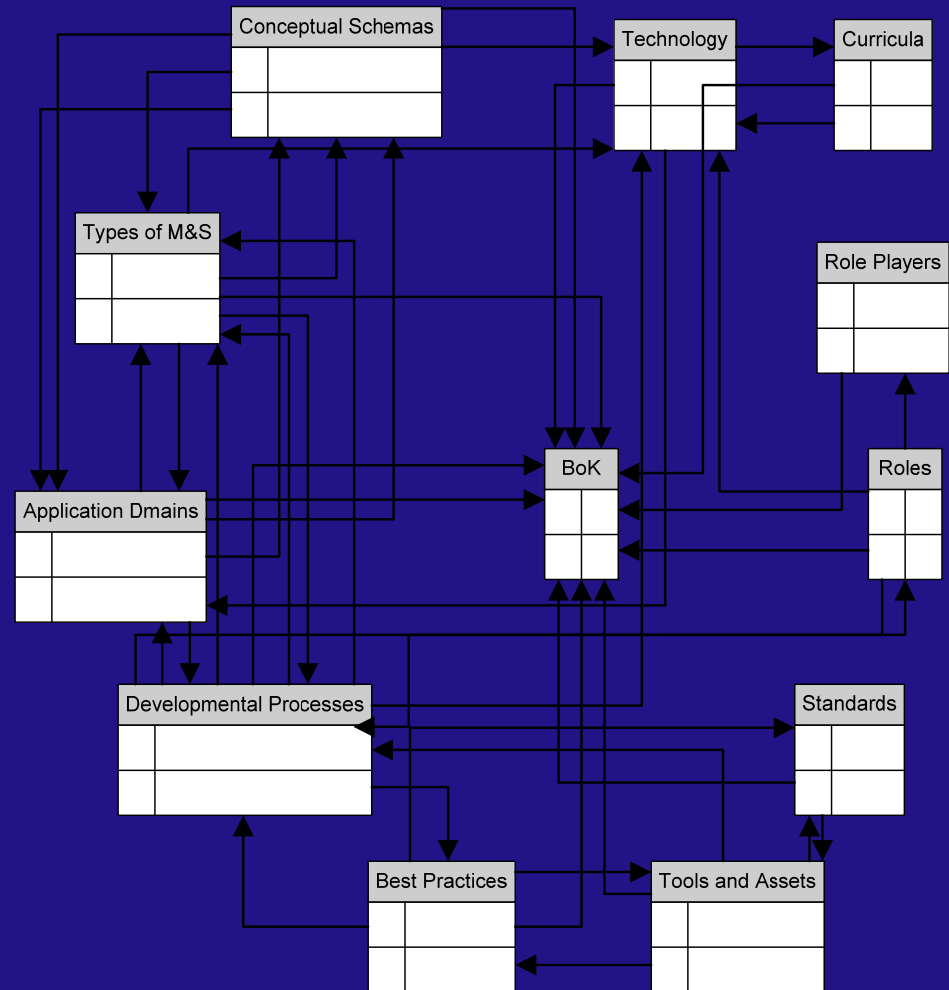 Conceptual Schemas
Technology
Curricula
Types of M&S
Role Players
BoK
Roles
Application Dmains
Developmental Processes
Standards
Best Practices
Tools and Assets